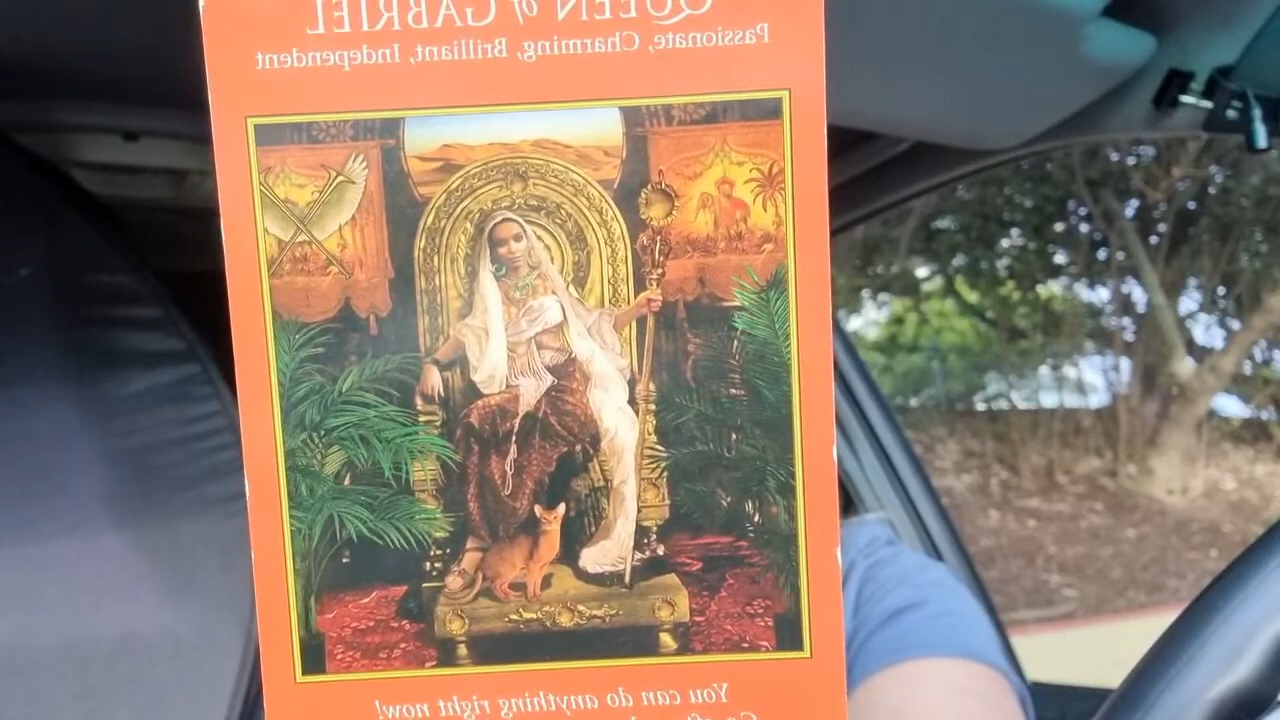 QUEEN of GABRIEL
Passionate, Charming, Brilliant, Independent
You can do anything right now!